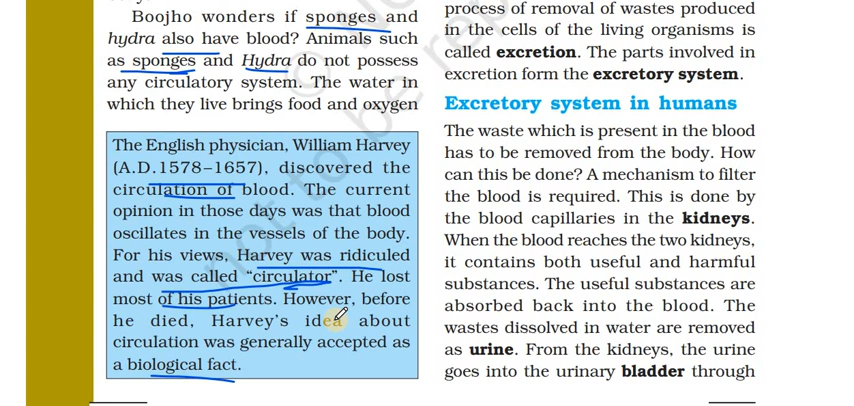 Boojho wonders if sponges and
hydra also have blood? Animals such
as sponges and Hydra do not possess
any circulatory system. The water in
which they live brings food and oxygen
The English physician, William Harvey
(A.D.1578–1657), discovered the
circulation of blood. The current
opinion in those days was that blood
oscillates in the vessels of the body.
For his views, Harvey was ridiculed
and was called “circulator”. He lost
most of his patients. However, before
he died, Harvey’s idea about
circulation was generally accepted as
a biological fact.
process of removal of wastes produced
in the cells of the living organisms is
called excretion. The parts involved in
excretion form the excretory system.
Excretory system in humans
The waste which is present in the blood
has to be removed from the body. How
can this be done? A mechanism to filter
the blood is required. This is done by
the blood capillaries in the kidneys.
When the blood reaches the two kidneys,
it contains both useful and harmful
substances. The useful substances are
absorbed back into the blood. The
wastes dissolved in water are removed
as urine. From the kidneys, the urine
goes into the urinary bladder through
not to be rep